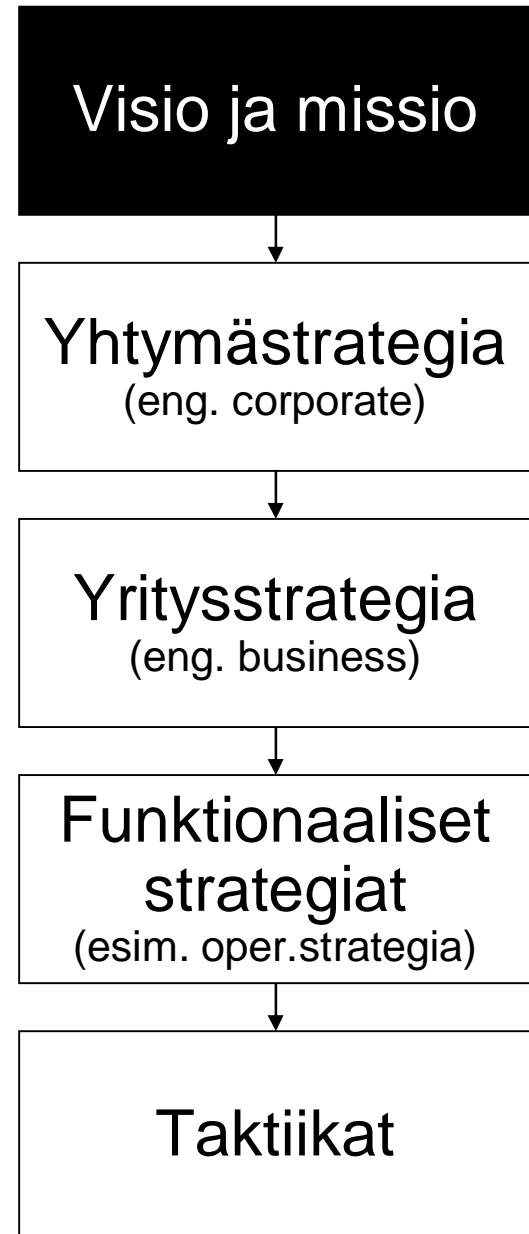 Visio ja missio
Yhtymästrategia
(eng. corporate)
Yritysstrategia
(eng. business)
Funktionaaliset
strategiat
(esim. oper.strategia)
Taktiikat